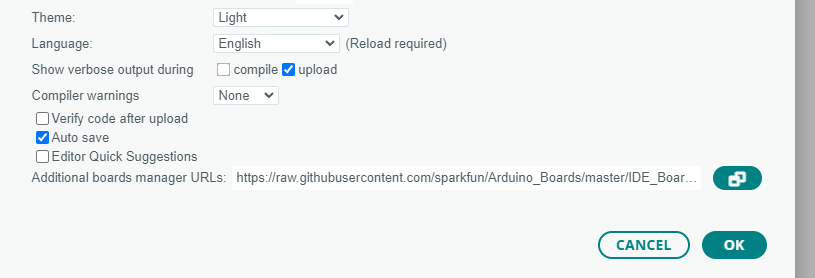 Theme: Light
Language: English (Reload required)
Show verbose output during compile upload
Compiler warnings None
Verify code after upload
Auto save
Editor Quick Suggestions
Additional boards manager URLs: https://raw.githubusercontent.com/sparkfun/Arduino_Boards/master/IDE_Boar...
CANCEL OK